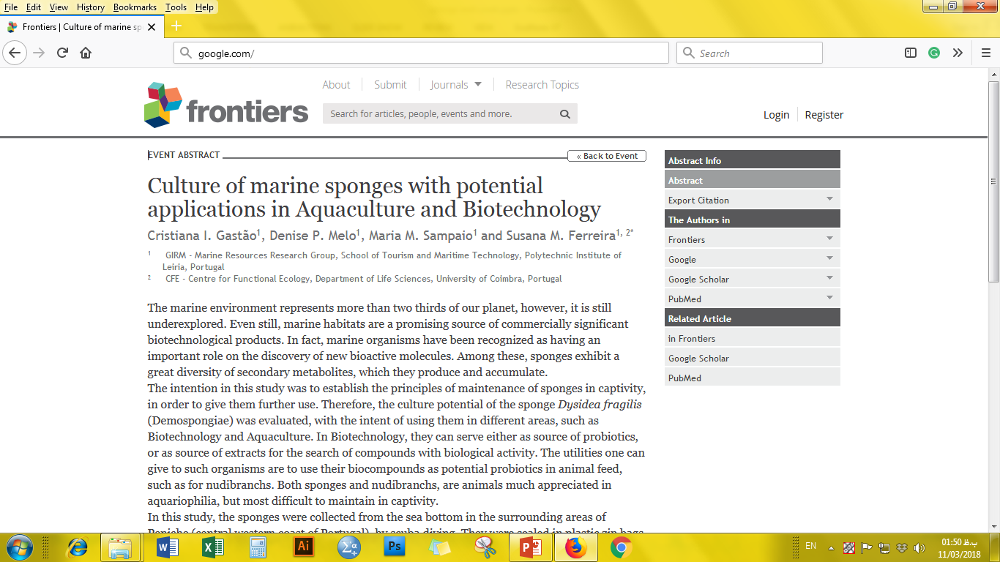 File Edit View History Bookmarks Tools Help
Frontiers | Culture of marine sp
google.com/
Search
frontiers
About Submit Journals Research Topics
Search for articles, people, events and more.
Login Register
EVENT ABSTRACT
« Back to Event
Culture of marine sponges with potential
applications in Aquaculture and Biotechnology
Cristiana I. Gastão1, Denise P. Melo1, Maria M. Sampaio1 and Susana M. Ferreira1, 2*
1 GIRM - Marine Resources Research Group, School of Tourism and Maritime Technology, Polytechnic Institute of
Leiria, Portugal
2 CFE - Centre for Functional Ecology, Department of Life Sciences, University of Coimbra, Portugal
The marine environment represents more than two thirds of our planet, however, it is still
underexplored. Even still, marine habitats are a promising source of commercially significant
biotechnological products. In fact, marine organisms have been recognized as having an
important role on the discovery of new bioactive molecules. Among these, sponges exhibit a
great diversity of secondary metabolites, which they produce and accumulate.
The intention in this study was to establish the principles of maintenance of sponges in captivity,
in order to give them further use. Therefore, the culture potential of the sponge Dysidea fragilis
(Demospongiae) was evaluated, with the intent of using them in different areas, such as
Biotechnology and Aquaculture. In Biotechnology, they can serve either as source of probiotics,
or as source of extracts for the search of compounds with biological activity. The utilities one can
give to such organisms are to use their biocompounds as potential probiotics in animal feed,
such as for nudibranchs. Both sponges and nudibranchs, are animals much appreciated in
aquariophilia, but most difficult to maintain in captivity.
In this study, the sponges were collected from the sea bottom in the surrounding areas of
Peniche (central western coast of Portugal), by scuba diving. They were sealed in plastic zip bags
Abstract Info
Abstract
Export Citation
The Authors in
Frontiers
Google
Google Scholar
PubMed
Related Article
in Frontiers
Google Scholar
PubMed
Ai
Ps
EN
01:50 ب.ظ
11/03/2018